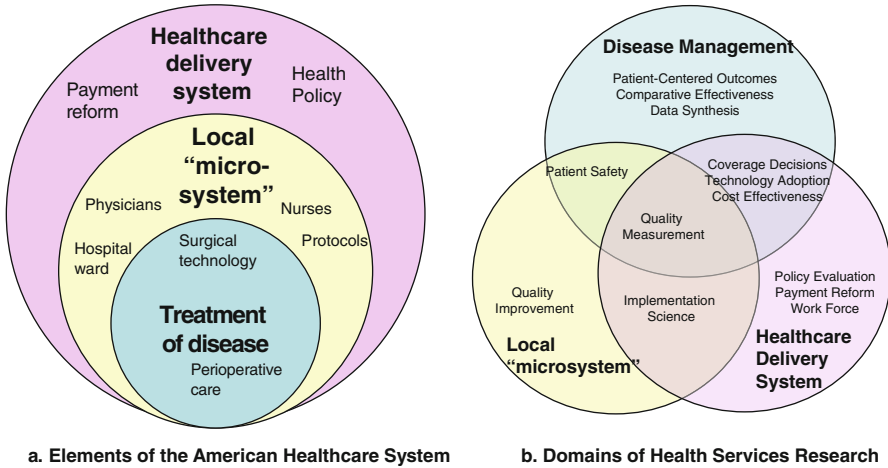 Healthcare
delivery
system
Payment
reform
Health
Policy
Local
“micro-
system”
Physicians
Nurses
Hospital
ward
Protocols
Surgical
technology
Treatment
of disease
Perioperative
care
a. Elements of the American Healthcare System
Disease Management
Patient-Centered Outcomes
Comparative Effectiveness
Data Synthesis
Patient Safety
Coverage Decisions
Technology Adoption
Cost Effectiveness
Quality
Measurement
Quality
Improvement
Implementation
Science
Policy Evaluation
Payment Reform
Work Force
Local
“microsystem”
Healthcare
Delivery
System
b. Domains of Health Services Research